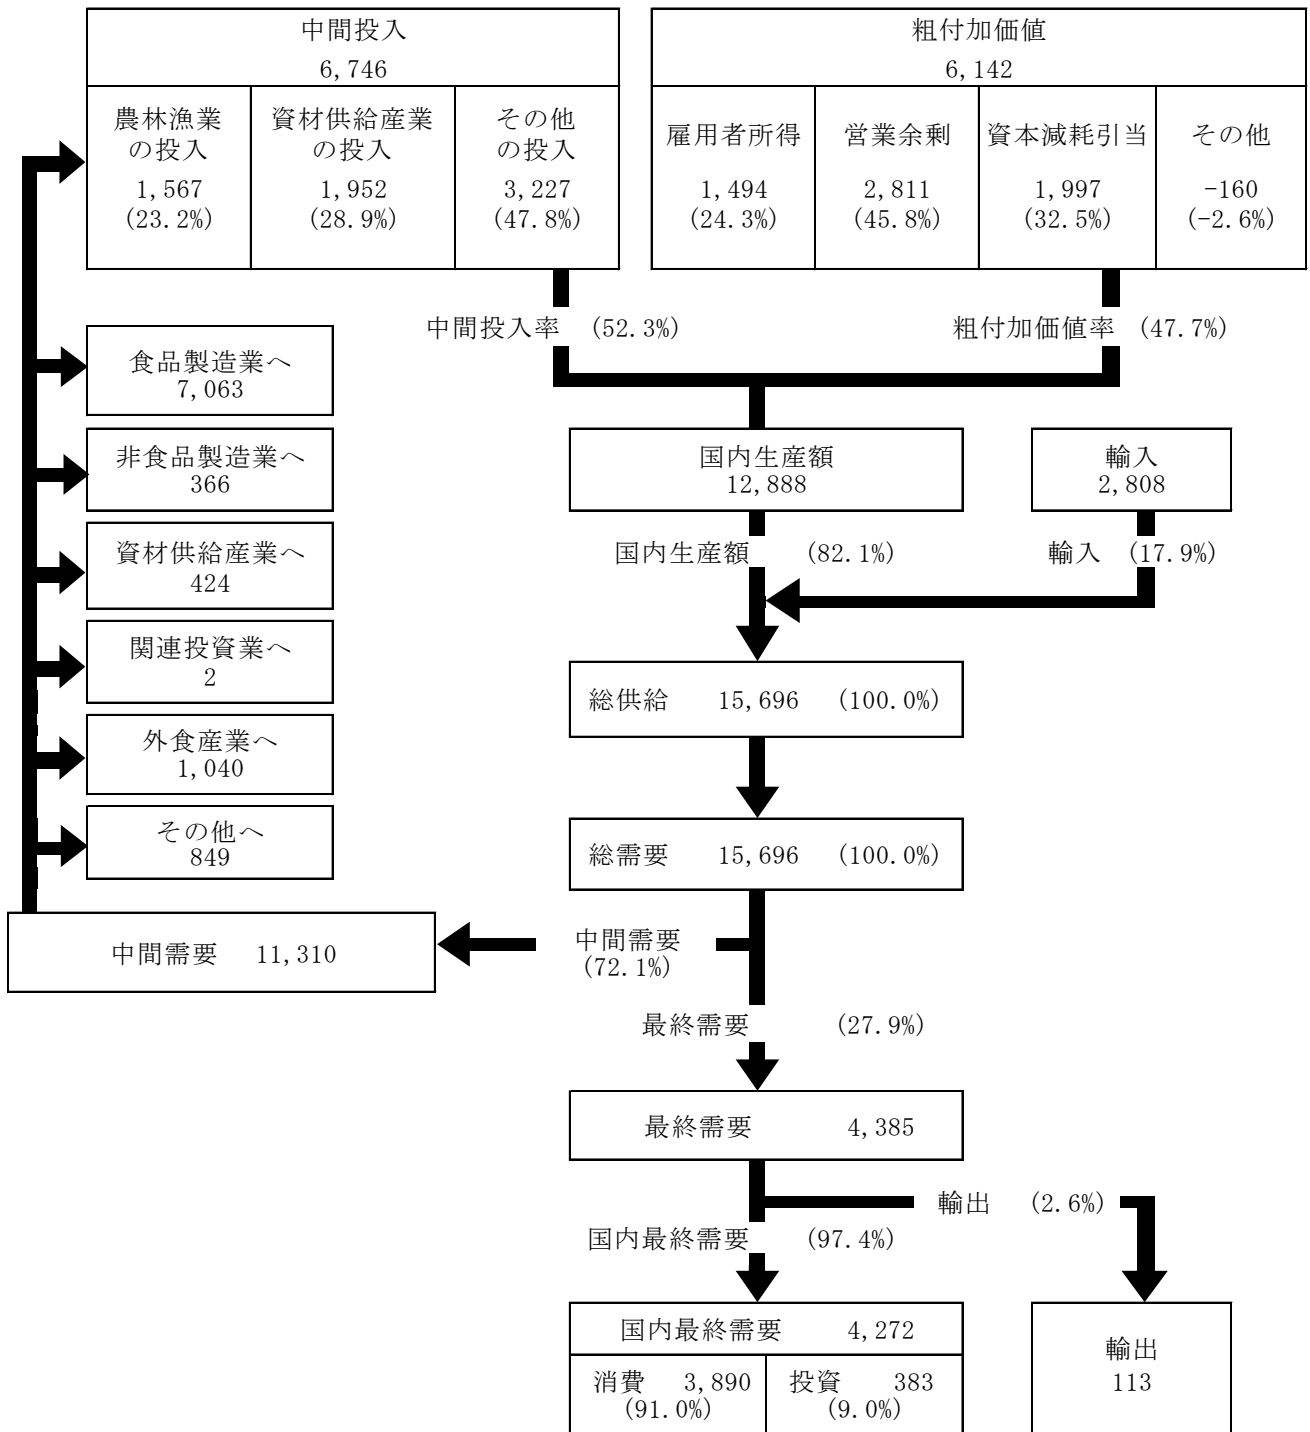 中間投入
6,746
農林漁業
の投入
1,567
(23.2%)
資材供給産業
の投入
1,952
(28.9%)
その他
の投入
3,227
(47.8%)
粗付加価値
6,142
雇用者所得
1,494
(24.3%)
営業余剰
2,811
(45.8%)
資本減耗引当
1,997
(32.5%)
その他
-160
(-2.6%)
中間投入率 (52.3%)
粗付加価値率 (47.7%)
食品製造業へ
7,063
非食品製造業へ
366
資材供給産業へ
424
関連投資業へ
2
外食産業へ
1,040
その他へ
849
国内生産額
12,888
輸入
2,808
国内生産額 (82.1%)
輸入 (17.9%)
総供給 15,696 (100.0%)
総需要 15,696 (100.0%)
中間需要 11,310
中間需要
(72.1%)
最終需要 (27.9%)
最終需要 4,385
輸出 (2.6%)
国内最終需要 (97.4%)
国内最終需要 4,272
消費 3,890
(91.0%)
投資 383
(9.0%)
輸出
113